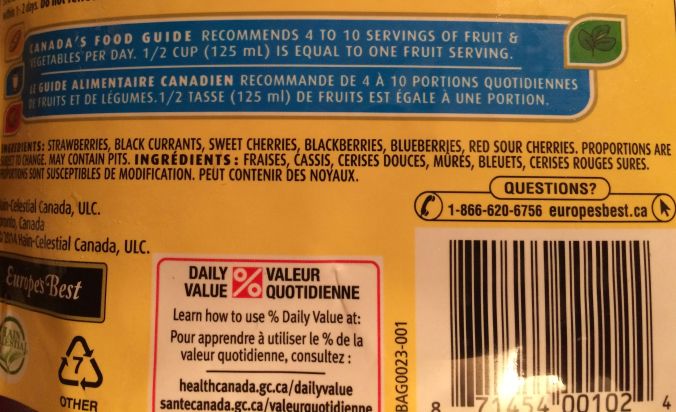 within 1-2 days.
CANADA'S FOOD GUIDE RECOMMENDS 4 TO 10 SERVINGS OF FRUIT &
VEGETABLES PER DAY. 1/2 CUP (125 mL) IS EQUAL TO ONE FRUIT SERVING.
LE GUIDE ALIMENTAIRE CANADIEN RECOMMANDE DE 4 À 10 PORTIONS QUOTIDIENNES
DE FRUITS ET DE LÉGUMES. 1/2 TASSE (125 ml) DE FRUITS EST ÉGALE À UNE PORTION.
INGREDIENTS: STRAWBERRIES, BLACK CURRANTS, SWEET CHERRIES, BLACKBERRIES, BLUEBERRIES, RED SOUR CHERRIES. PROPORTIONS ARE
SUBJECT TO CHANGE. MAY CONTAIN PITS. INGRÉDIENTS: FRAISES, CASSIS, CERISES DOUCES, MÛRES, BLEUETS, CERISES ROUGES SURES.
PROPORTIONS SONT SUSCEPTIBLES DE MODIFICATION. PEUT CONTENIR DES NOYAUX.
QUESTIONS?
1-866-620-6756 europesbest.ca
Hain-Celestial Canada, ULC.
Toronto, Canada
© 2014 Hain-Celestial Canada, ULC.
Europe's Best
7
OTHER
DAILY VALUE % VALEUR QUOTIDIENNE
Learn how to use % Daily Value at:
Pour apprendre à utiliser le % de la
valeur quotidienne, consultez :
healthcanada.gc.ca/dailyvalue
santecanada.gc.ca/valeurquotidienne
BAG0023-001
8 71454 00102 4